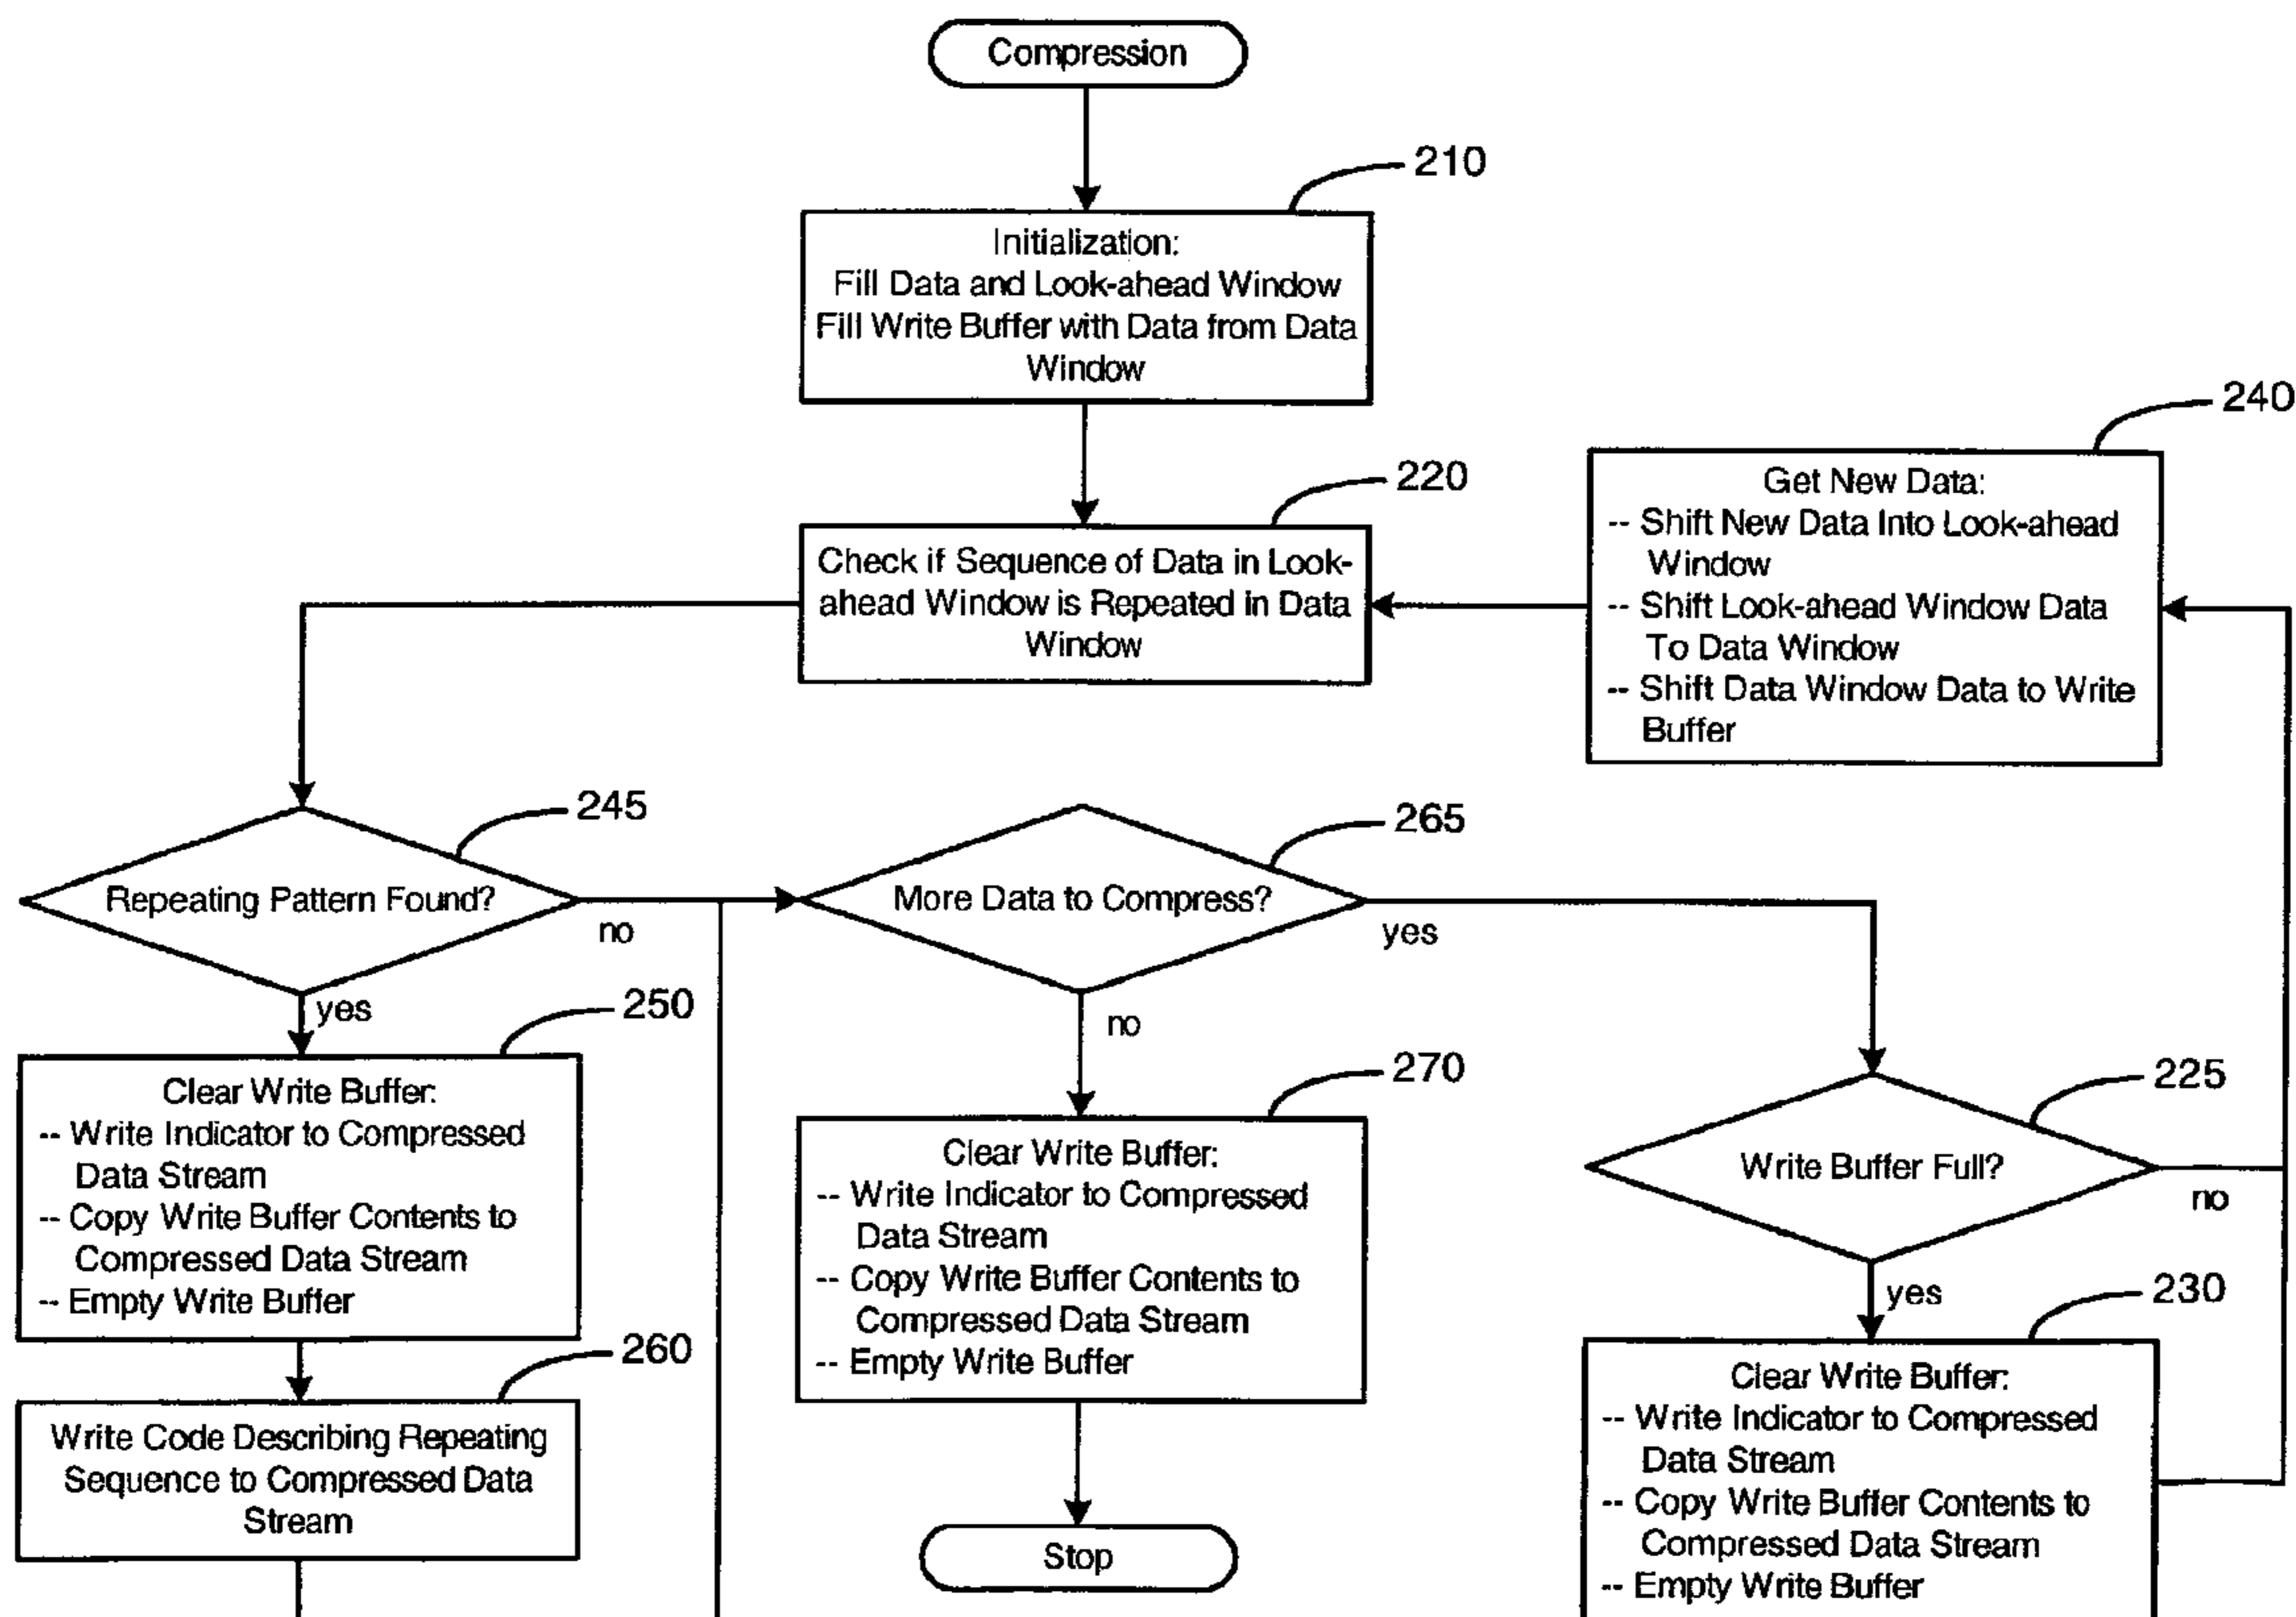 Compression
210
Initialization:
Fill Data and Look-ahead Window
Fill Write Buffer with Data from Data
Window
240
Get New Data:
-- Shift New Data Into Look-ahead
Window
-- Shift Look-ahead Window Data
To Data Window
-- Shift Data Window Data to Write
Buffer
220
Check if Sequence of Data in Look-
ahead Window is Repeated in Data
Window
245
Repeating Pattern Found?
no
yes
265
More Data to Compress?
yes
no
250
Clear Write Buffer:
-- Write Indicator to Compressed
Data Stream
-- Copy Write Buffer Contents to
Compressed Data Stream
-- Empty Write Buffer
270
Clear Write Buffer:
-- Write Indicator to Compressed
Data Stream
-- Copy Write Buffer Contents to
Compressed Data Stream
-- Empty Write Buffer
225
Write Buffer Full?
no
yes
260
Write Code Describing Repeating
Sequence to Compressed Data
Stream
Stop
230
Clear Write Buffer:
-- Write Indicator to Compressed
Data Stream
-- Copy Write Buffer Contents to
Compressed Data Stream
-- Empty Write Buffer